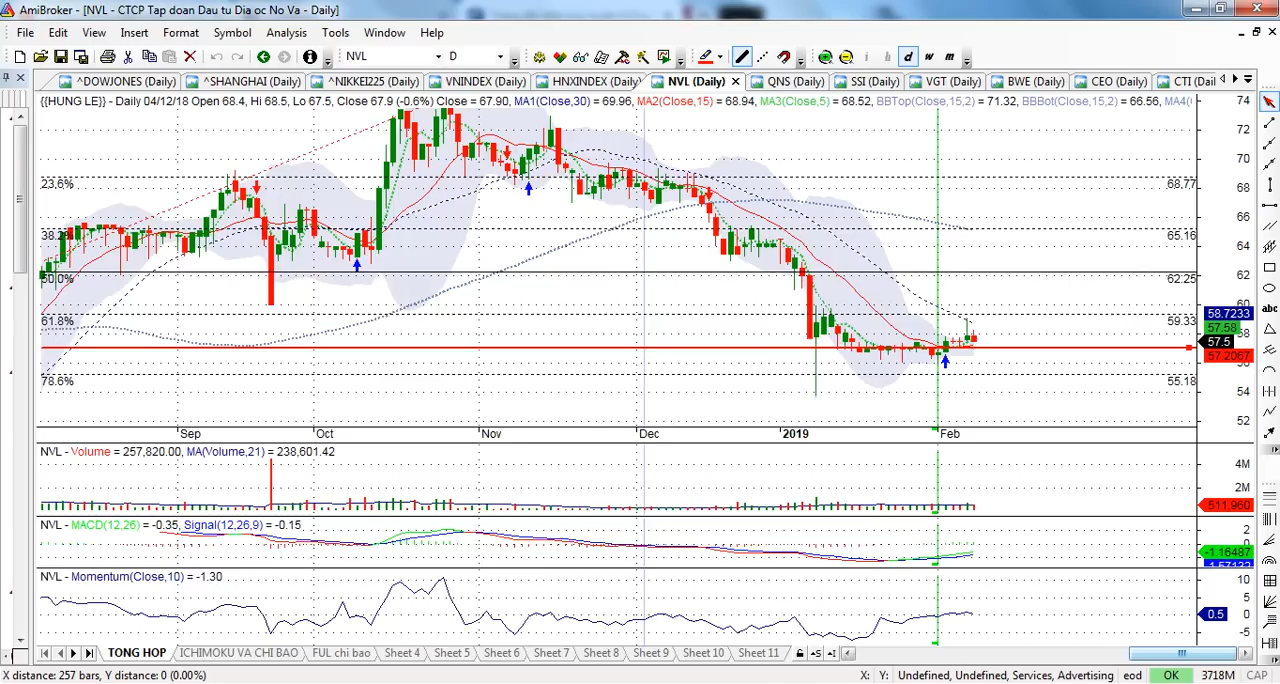 AmiBroker - [NVL - CTCP Tap doan Dau tu Dia oc No Va - Daily]
File Edit View Insert Format Symbol Analysis Tools Window Help
NVL D i h d w m
^DOWJONES (Daily) ^SHANGHAI (Daily) ^NIKKEI225 (Daily) VNINDEX (Daily) HNXINDEX (Daily) NVL (Daily) QNS (Daily) SSI (Daily) VGT (Daily) BWE (Daily) CEO (Daily) CTI (Dail
{{HUNG LE}} - Daily 04/12/18 Open 68.4, Hi 68.5, Lo 67.5, Close 67.9 (-0.6%) Close = 67.90, MA1(Close,30) = 69.96, MA2(Close,15) = 68.94, MA3(Close,5) = 68.52, BBTop(Close,15,2) = 71.32, BBBot(Close,15,2) = 66.56, MA4(
74
72
70
23.6% 68.77
68
66
38.2% 65.16
64
50.0% 62.25
62
60
58.7233
61.8% 59.33
57.58
58
57.5
57.2067
78.6% 55.18
54
52
Sep Oct Nov Dec 2019 Feb
abc
NVL - Volume = 257,820.00, MA(Volume,21) = 238,601.42
4M
2M
511,960
NVL - MACD(12,26) = -0.35, Signal(12,26,9) = -0.15
2
0
-1.16487
NVL - Momentum(Close,10) = -1.30
10
5
0.5
0
-5
TONG HOP ICHIMOKU VA CHI BAO FUL chi bao Sheet 4 Sheet 5 Sheet 6 Sheet 7 Sheet 8 Sheet 9 Sheet 10 Sheet 11
X distance: 257 bars, Y distance: 0 (0.00%) X: Y: Undefined, Undefined, Services, Advertising eod OK 3718M CAP